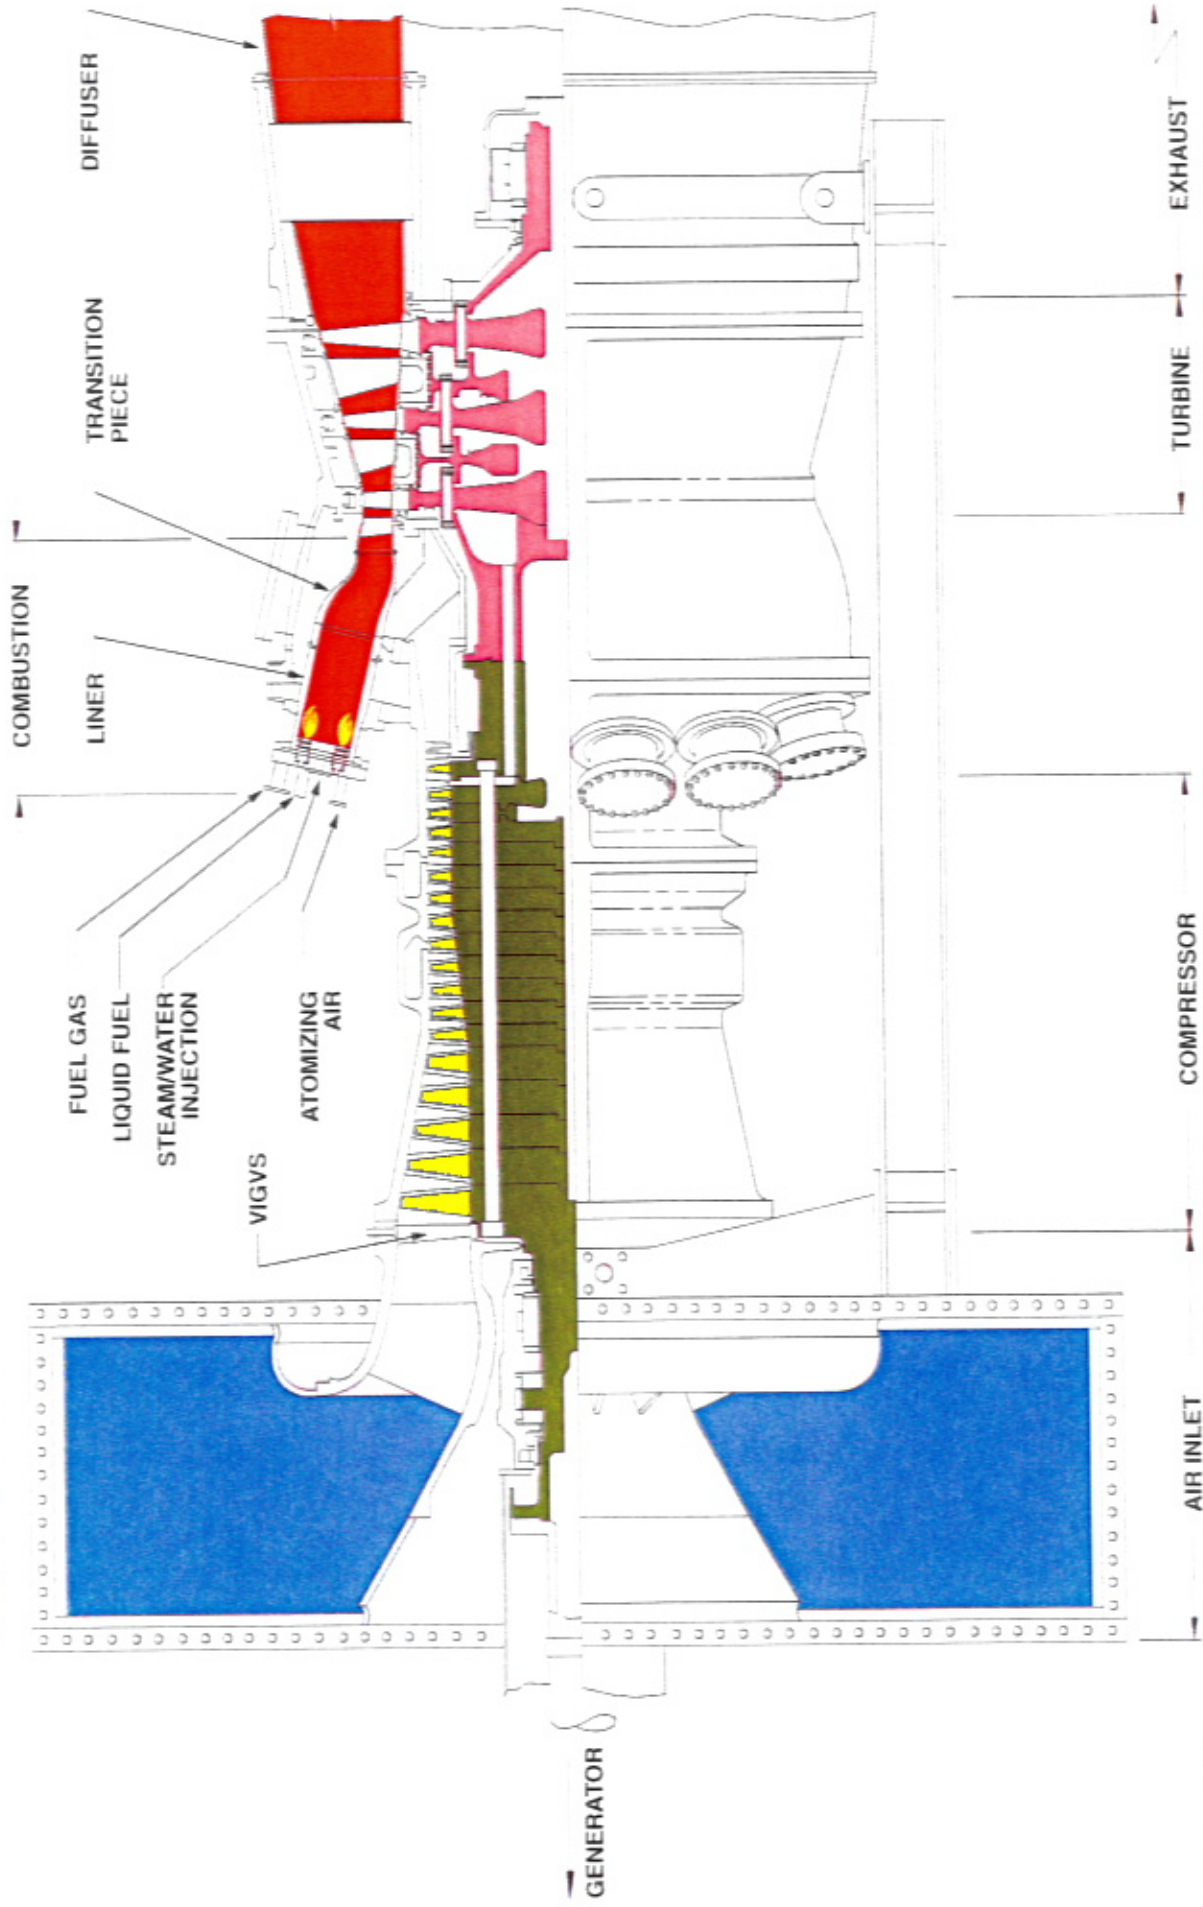 COMBUSTION
LINER
TRANSITION
PIECE
DIFFUSER
FUEL GAS
LIQUID FUEL
STEAM/WATER
INJECTION
ATOMIZING
AIR
VIGVS
GENERATOR
AIR INLET
COMPRESSOR
TURBINE
EXHAUST